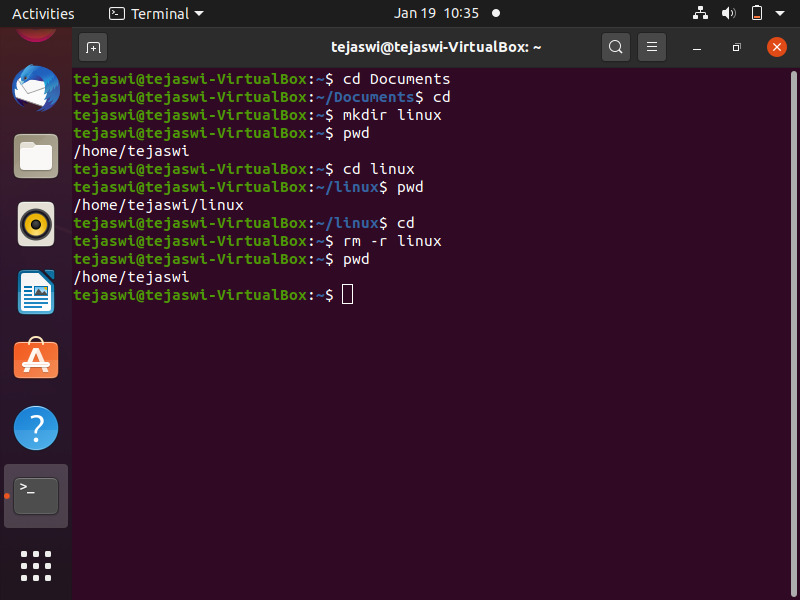 Activities Terminal Jan 19 10:35
tejaswi@tejaswi-VirtualBox: ~
tejaswi@tejaswi-VirtualBox:~$ cd Documents
tejaswi@tejaswi-VirtualBox:~/Documents$ cd
tejaswi@tejaswi-VirtualBox:~$ mkdir linux
tejaswi@tejaswi-VirtualBox:~$ pwd
/home/tejaswi
tejaswi@tejaswi-VirtualBox:~$ cd linux
tejaswi@tejaswi-VirtualBox:~/linux$ pwd
/home/tejaswi/linux
tejaswi@tejaswi-VirtualBox:~/linux$ cd
tejaswi@tejaswi-VirtualBox:~$ rm -r linux
tejaswi@tejaswi-VirtualBox:~$ pwd
/home/tejaswi
tejaswi@tejaswi-VirtualBox:~$